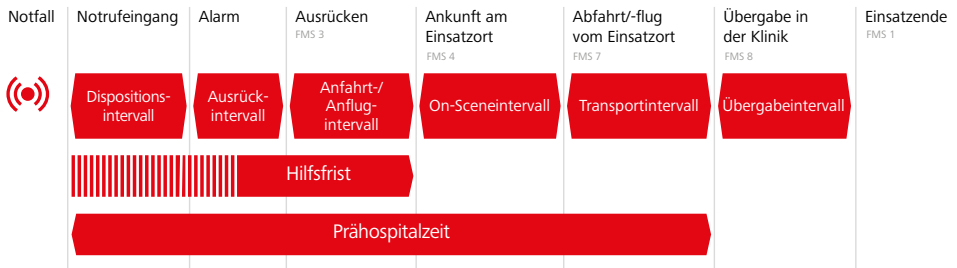 Notfall
Notrufeingang
Alarm
Ausrücken
FMS 3
Ankunft am
Einsatzort
FMS 4
Abfahrt/-flug
vom Einsatzort
FMS 7
Übergabe in
der Klinik
FMS 8
Einsatzende
FMS 1
Dispositions-
intervall
Ausrück-
intervall
Anfahrt-/
Anflug-
intervall
On-Sceneintervall
Transportintervall
Übergabeintervall
Hilfsfrist
Prähospitalzeit